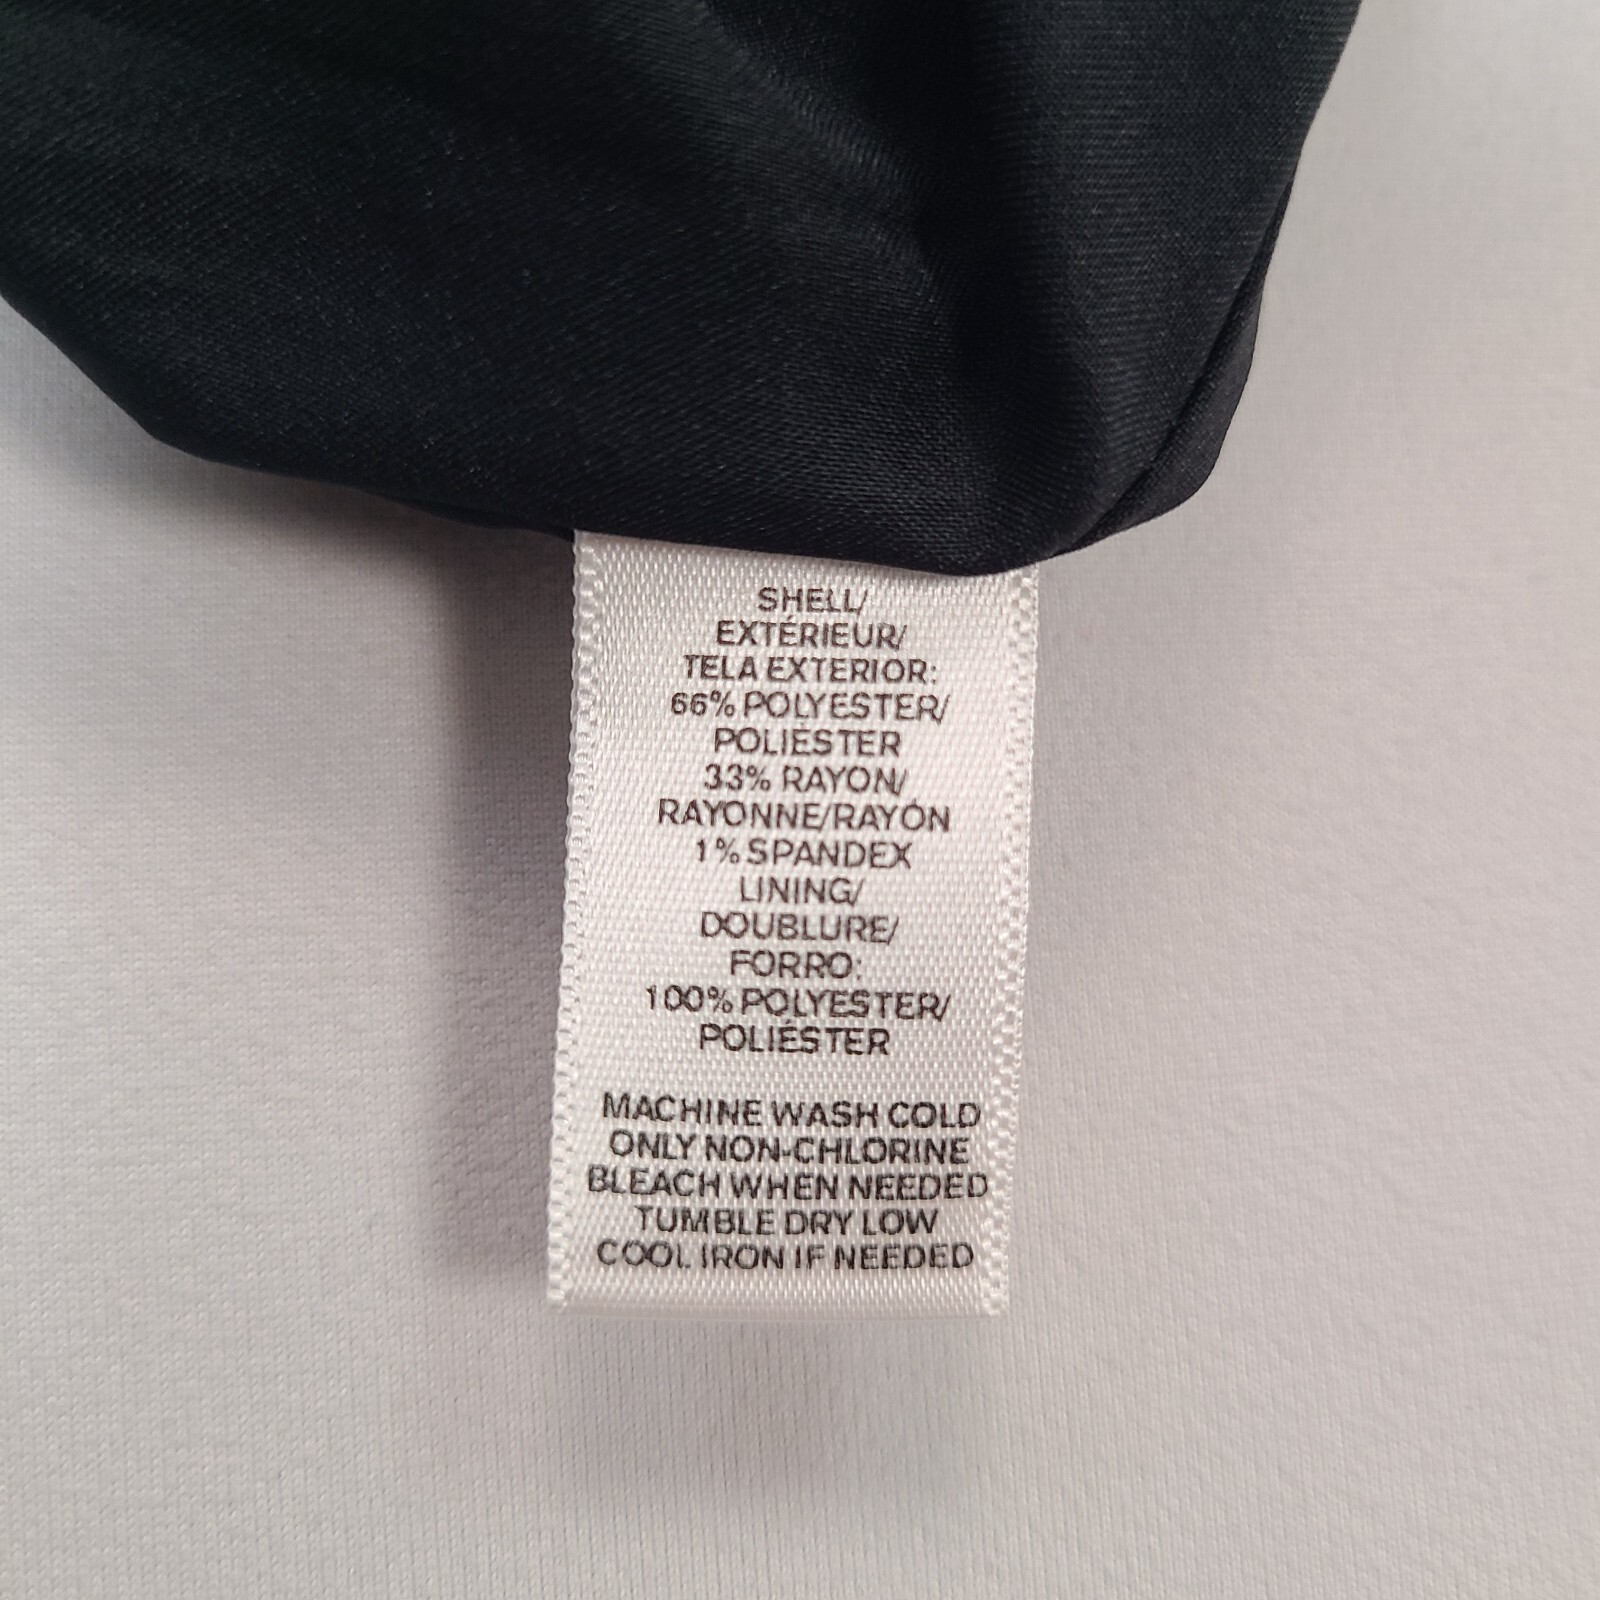 SHELL/
EXTÉRIEUR/
TELA EXTERIOR:
66% POLYESTER/
POLIÉSTER
33% RAYON/
RAYONNE/RAYÓN
1% SPANDEX
LINING/
DOUBLURE/
FORRO:
100% POLYESTER/
POLIÉSTER
MACHINE WASH COLD
ONLY NON-CHLORINE
BLEACH WHEN NEEDED
TUMBLE DRY LOW
COOL IRON IF NEEDED